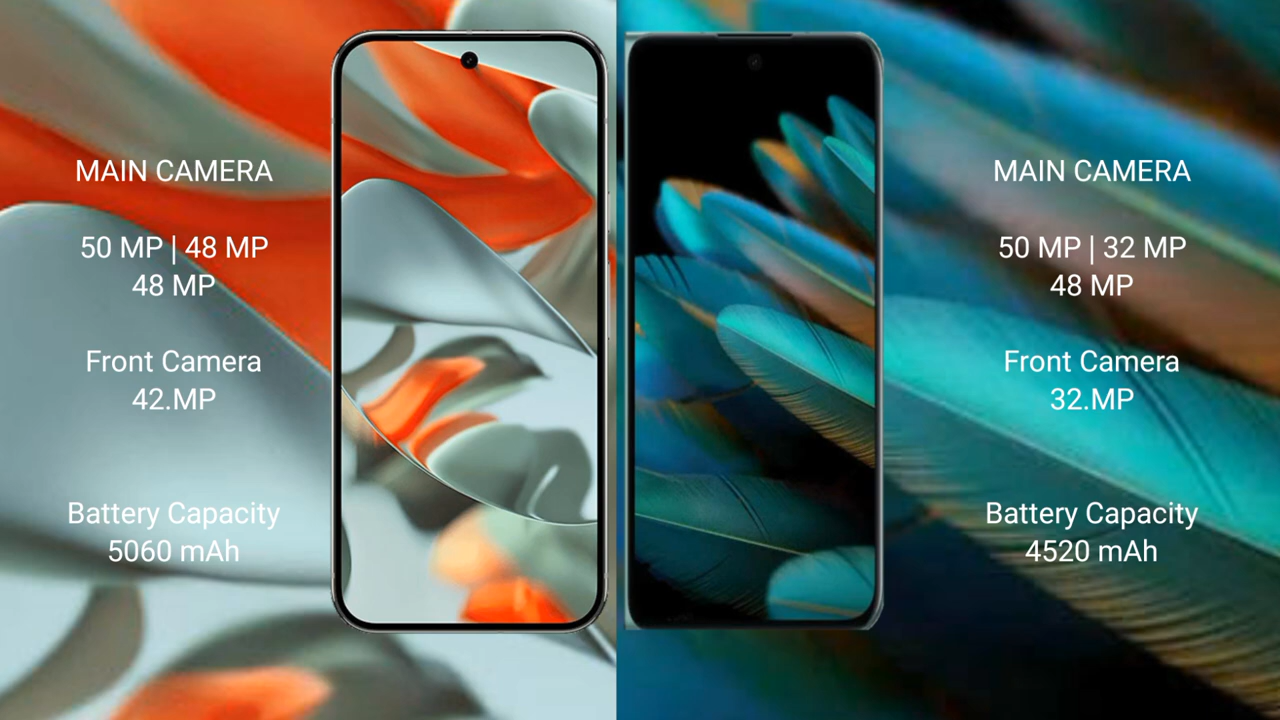 MAIN CAMERA
50 MP | 48 MP
48 MP
Front Camera
42.MP
Battery Capacity
5060 mAh
MAIN CAMERA
50 MP | 32 MP
48 MP
Front Camera
32.MP
Battery Capacity
4520 mAh